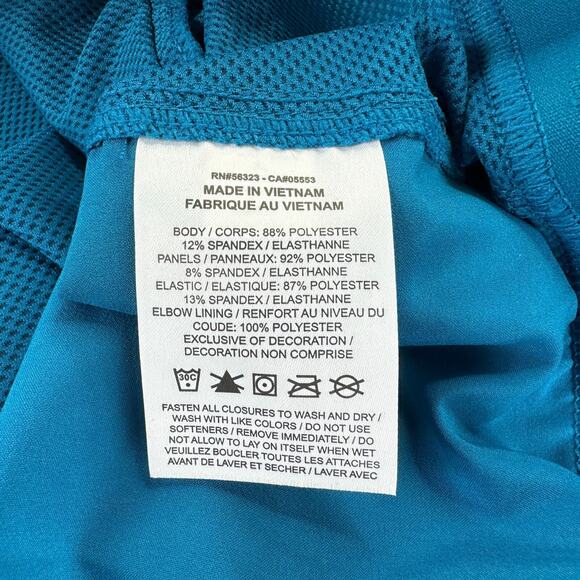 RN#56323 - CA#05553
MADE IN VIETNAM
FABRIQUE AU VIETNAM
BODY / CORPS: 88% POLYESTER
12% SPANDEX / ELASTHANNE
PANELS / PANNEAUX: 92% POLYESTER
8% SPANDEX / ELASTHANNE
ELASTIC / ELASTIQUE: 87% POLYESTER
13% SPANDEX / ELASTHANNE
ELBOW LINING / RENFORT AU NIVEAU DU
COUDE: 100% POLYESTER
EXCLUSIVE OF DECORATION /
DECORATION NON COMPRISE
30C
FASTEN ALL CLOSURES TO WASH AND DRY /
WASH WITH LIKE COLORS / DO NOT USE
SOFTENERS / REMOVE IMMEDIATELY / DO
NOT ALLOW TO LAY ON ITSELF WHEN WET
VEUILLEZ BOUCLER TOUTES LES ATTACHES
AVANT DE LAVER ET SECHER / LAVER AVEC